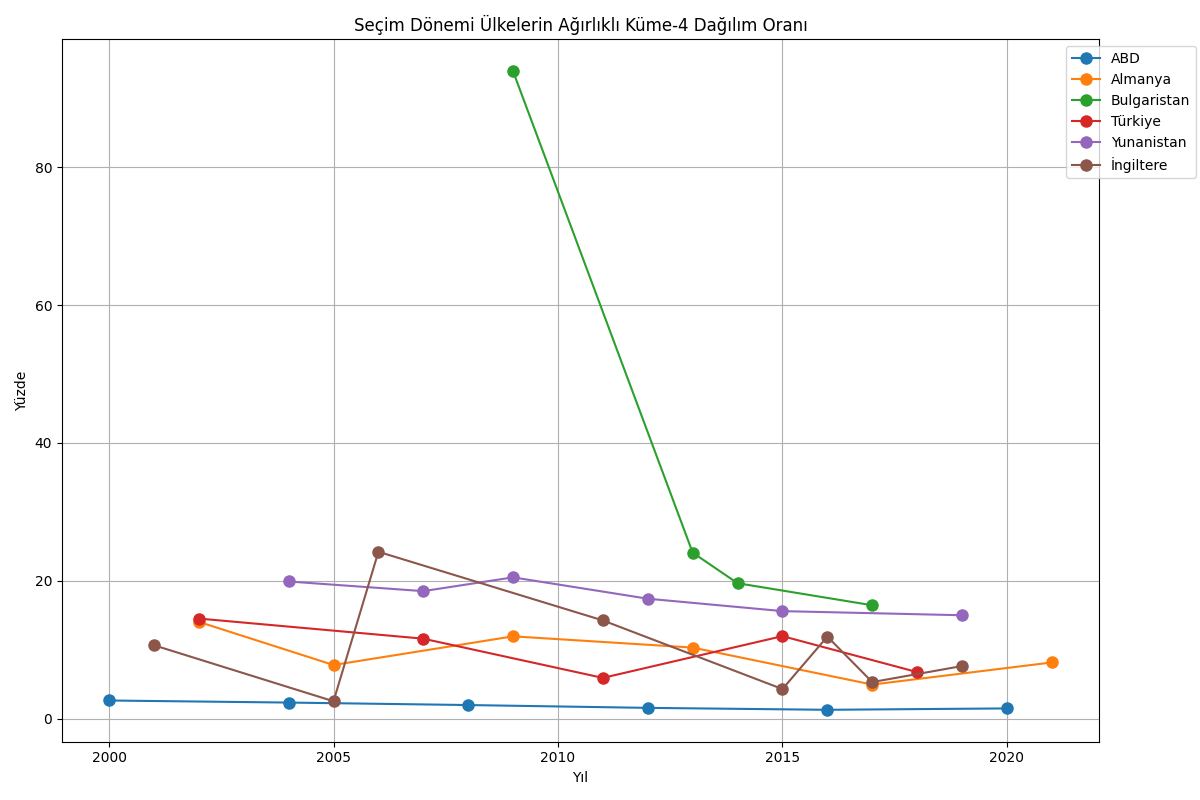 Seçim Dönemi Ülkelerin Ağırlıklı Küme-4 Dağılım Oranı
ABD
Almanya
Bulgaristan
Türkiye
Yunanistan
İngiltere
Yüzde
80
60
40
20
0
2000 2005 2010 2015 2020
Yıl